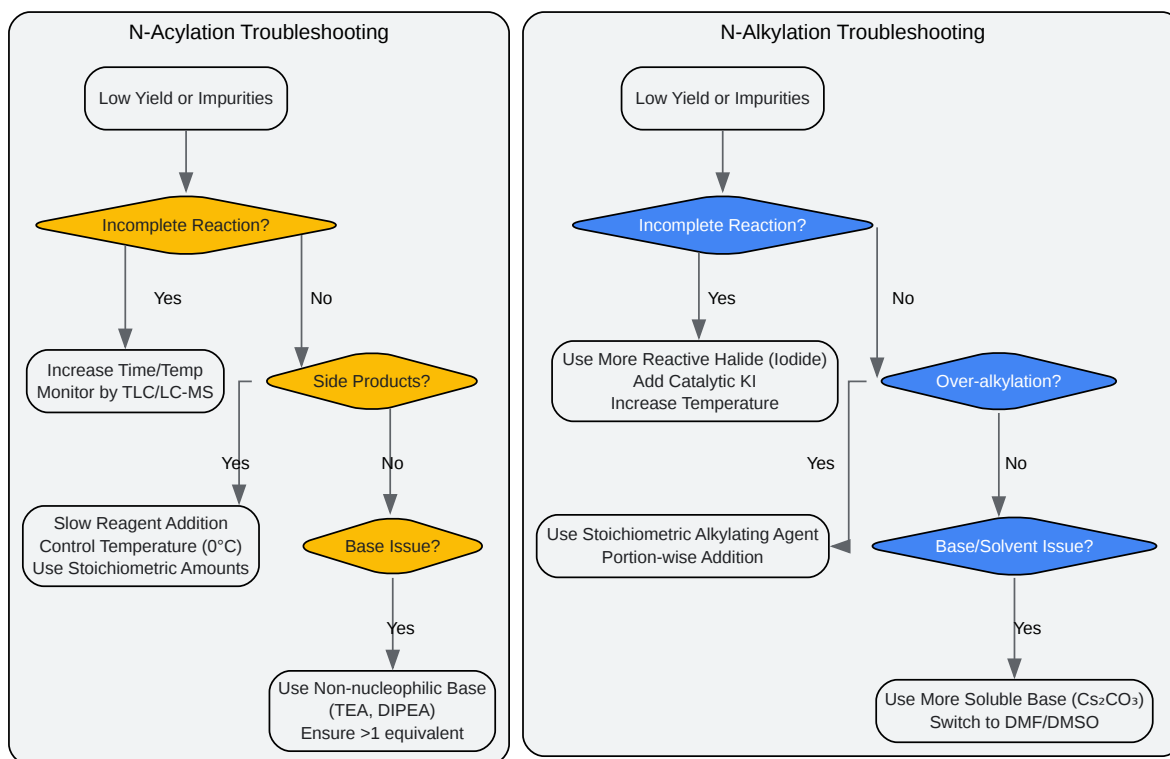 N-Acylation Troubleshooting
Low Yield or Impurities
Incomplete Reaction?
Yes
No
Increase Time/Temp
Monitor by TLC/LC-MS
Side Products?
Yes
No
Slow Reagent Addition
Control Temperature (0°C)
Use Stoichiometric Amounts
Base Issue?
Yes
Use Non-nucleophilic Base
(TEA, DIPEA)
Ensure >1 equivalent
N-Alkylation Troubleshooting
Low Yield or Impurities
Incomplete Reaction?
Yes
No
Use More Reactive Halide (Iodide)
Add Catalytic KI
Increase Temperature
Over-alkylation?
Yes
No
Use Stoichiometric Alkylating Agent
Portion-wise Addition
Base/Solvent Issue?
Yes
Use More Soluble Base (Cs₂CO₃)
Switch to DMF/DMSO